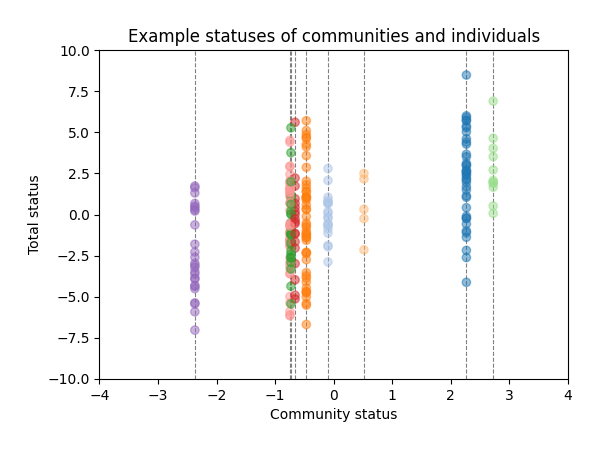 Example statuses of communities and individuals
10.0
7.5
5.0
2.5
0.0
−2.5
−5.0
−7.5
−10.0
Total status
−4 −3 −2 −1 0 1 2 3 4
Community status